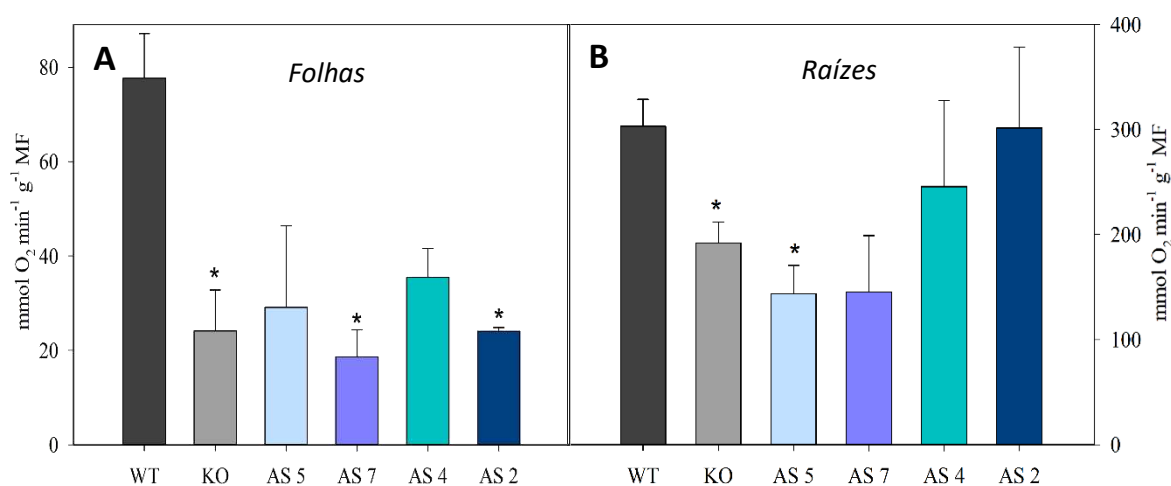 A
Folhas
B
Raízes
mmol O₂ min⁻¹ g⁻¹ MF
80
60
40
20
0
*
*
*
WT KO AS 5 AS 7 AS 4 AS 2
*
*
WT KO AS 5 AS 7 AS 4 AS 2
400
300
200
100
0
mmol O₂ min⁻¹ g⁻¹ MF